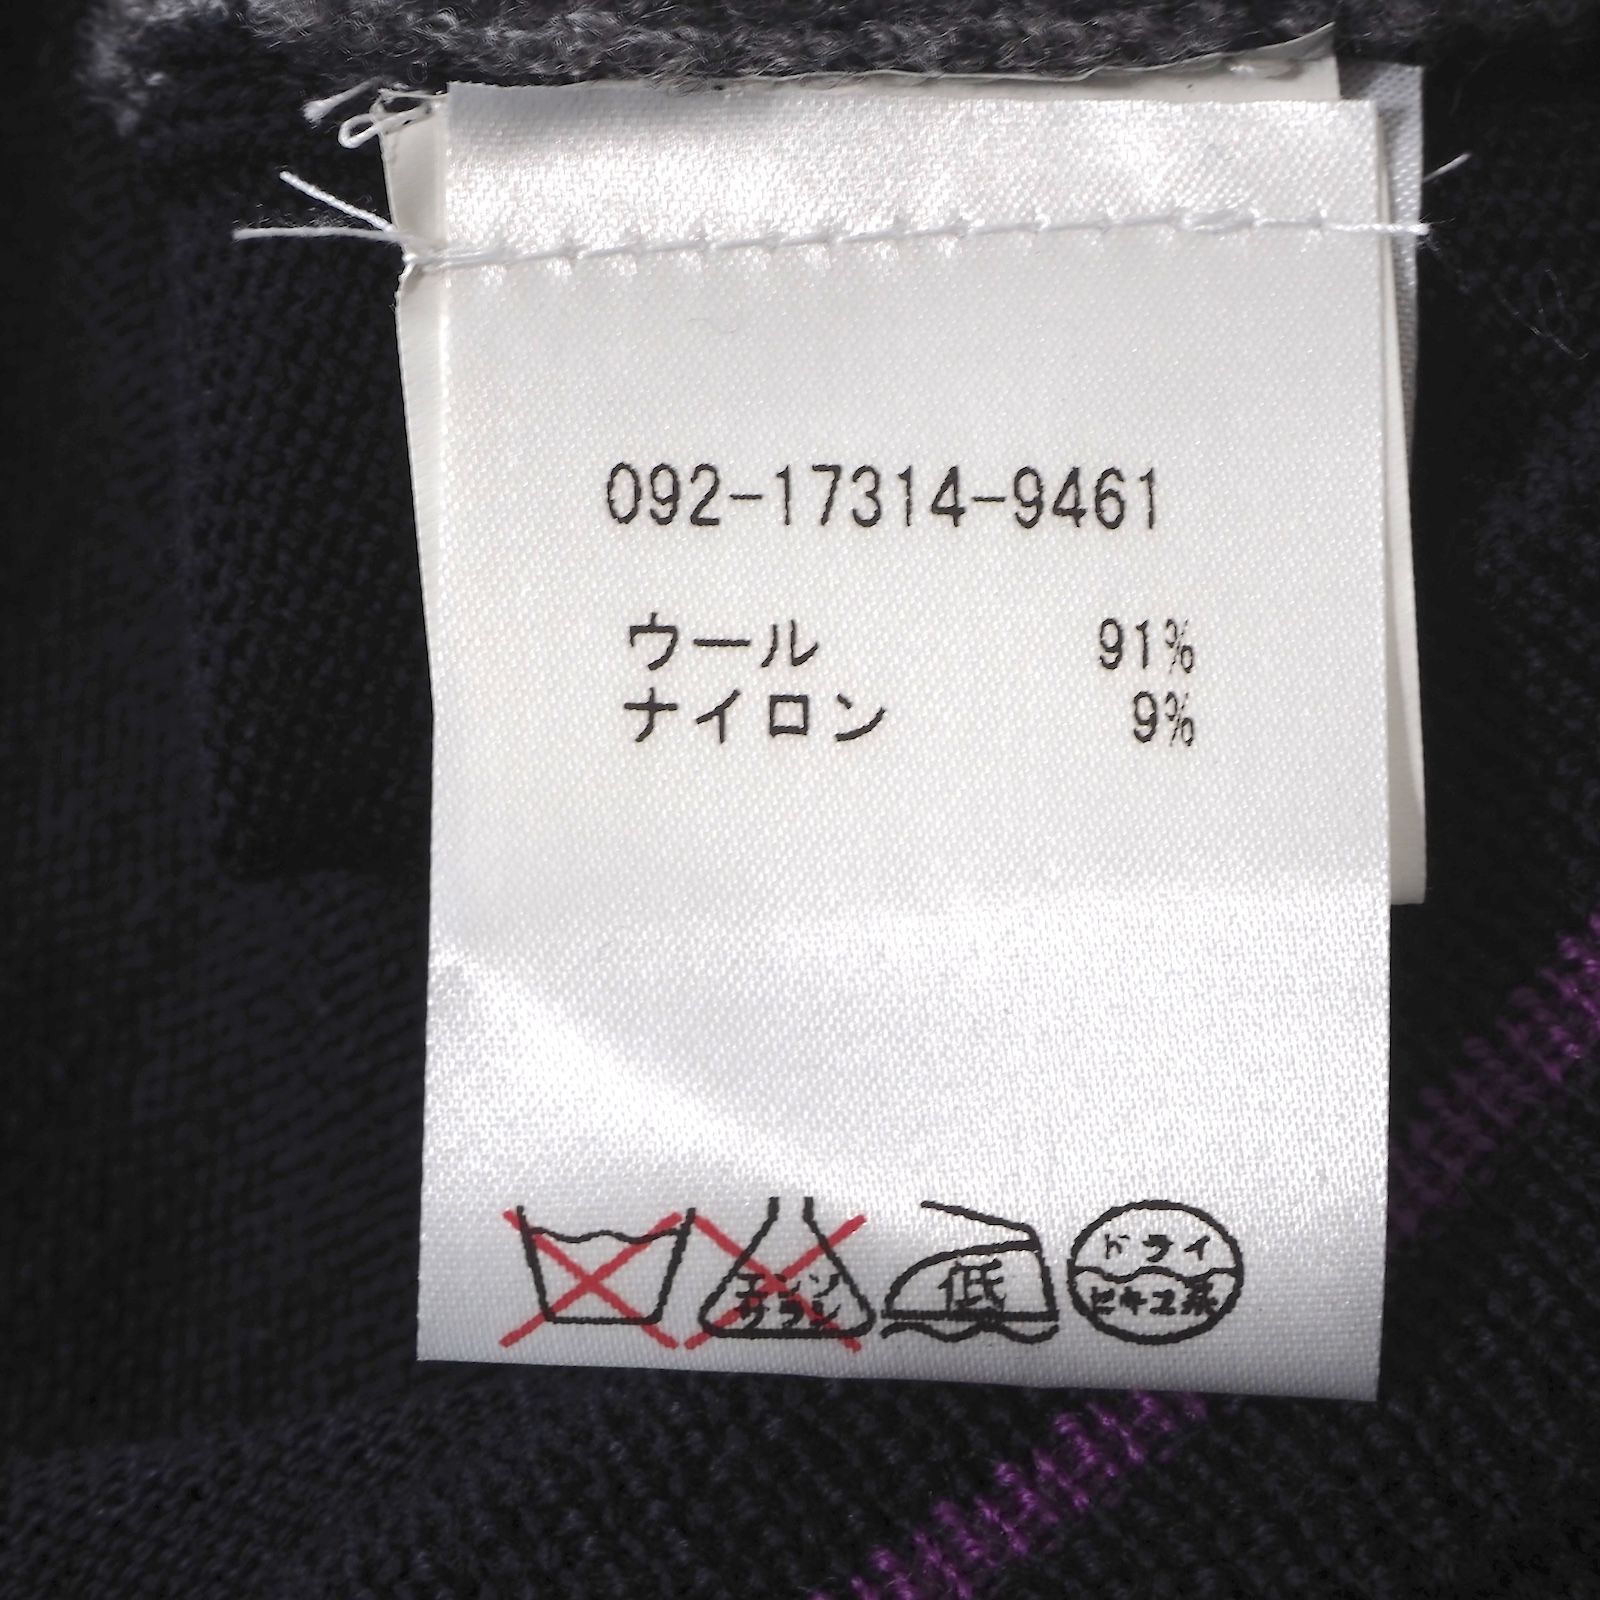 092-17314-9461
ウール 91%
ナイロン 9%
エンソ
サラシ
低
ドライ
セキユ系